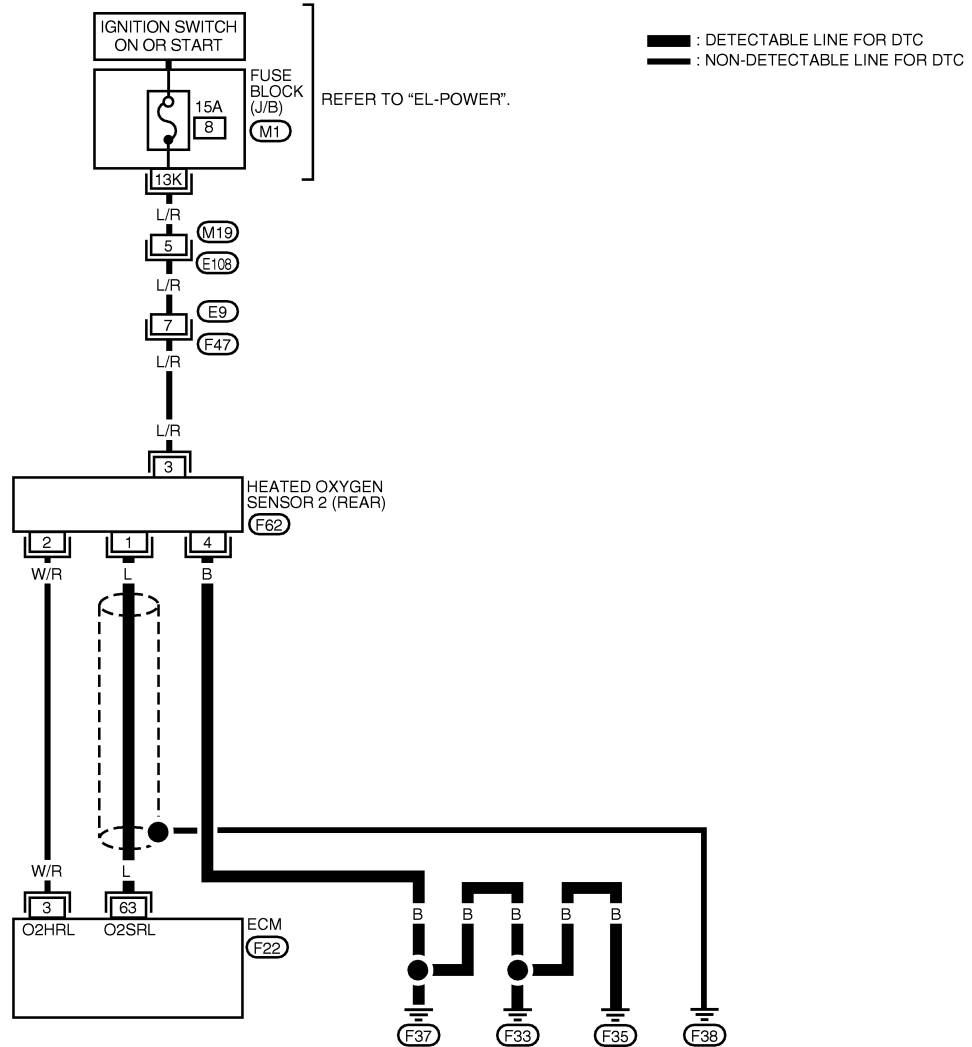 IGNITION SWITCH
ON OR START
: DETECTABLE LINE FOR DTC
: NON-DETECTABLE LINE FOR DTC
FUSE
BLOCK
(J/B)
M1
15A
8
REFER TO “EL-POWER”.
13K
L/R
M19
5
E108
L/R
E9
7
F47
L/R
L/R
3
HEATED OXYGEN
SENSOR 2 (REAR)
F62
2
1
4
W/R
L
B
W/R
L
3
63
O2HRL
O2SRL
ECM
F22
B
B
B
B
B
F37
F33
F35
F38